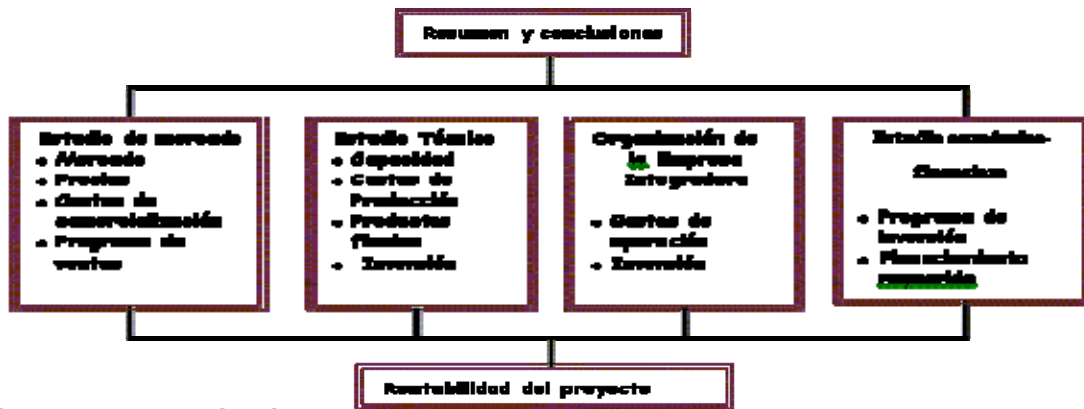 Resumen y conclusiones
Estudio de mercado
• Mercado
• Precios
• Costos de
comercialización
• Programa de
ventas
Estudio Técnico
• Capacidad
• Costos de
Producción
• Productos
• Inversión
Organización de
la Empresa
Integradora
• Gastos de
operación
• Inversión
Estudio económico-
financiero
• Programa de
inversión
• Financiamiento
Rentabilidad del proyecto